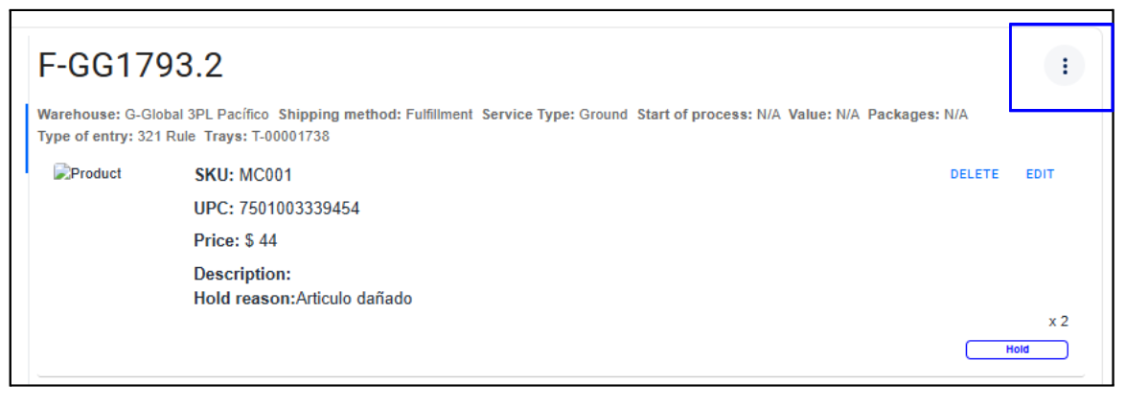 F-GG1793.2
Warehouse: G-Global 3PL Pacífico Shipping method: Fulfillment Service Type: Ground Start of process: N/A Value: N/A Packages: N/A
Type of entry: 321 Rule Trays: T-00001738
Product
SKU: MC001
DELETE EDIT
UPC: 7501003339454
Price: $ 44
Description:
Hold reason:Articulo dañado
x 2
Hold